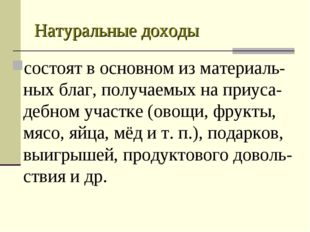 Натуральные доходы
состоят в основном из материаль-
ных благ, получаемых на приуса-
дебном участке (овощи, фрукты,
мясо, яйца, мёд и т. п.), подарков,
выигрышей, продуктового доволь-
ствия и др.